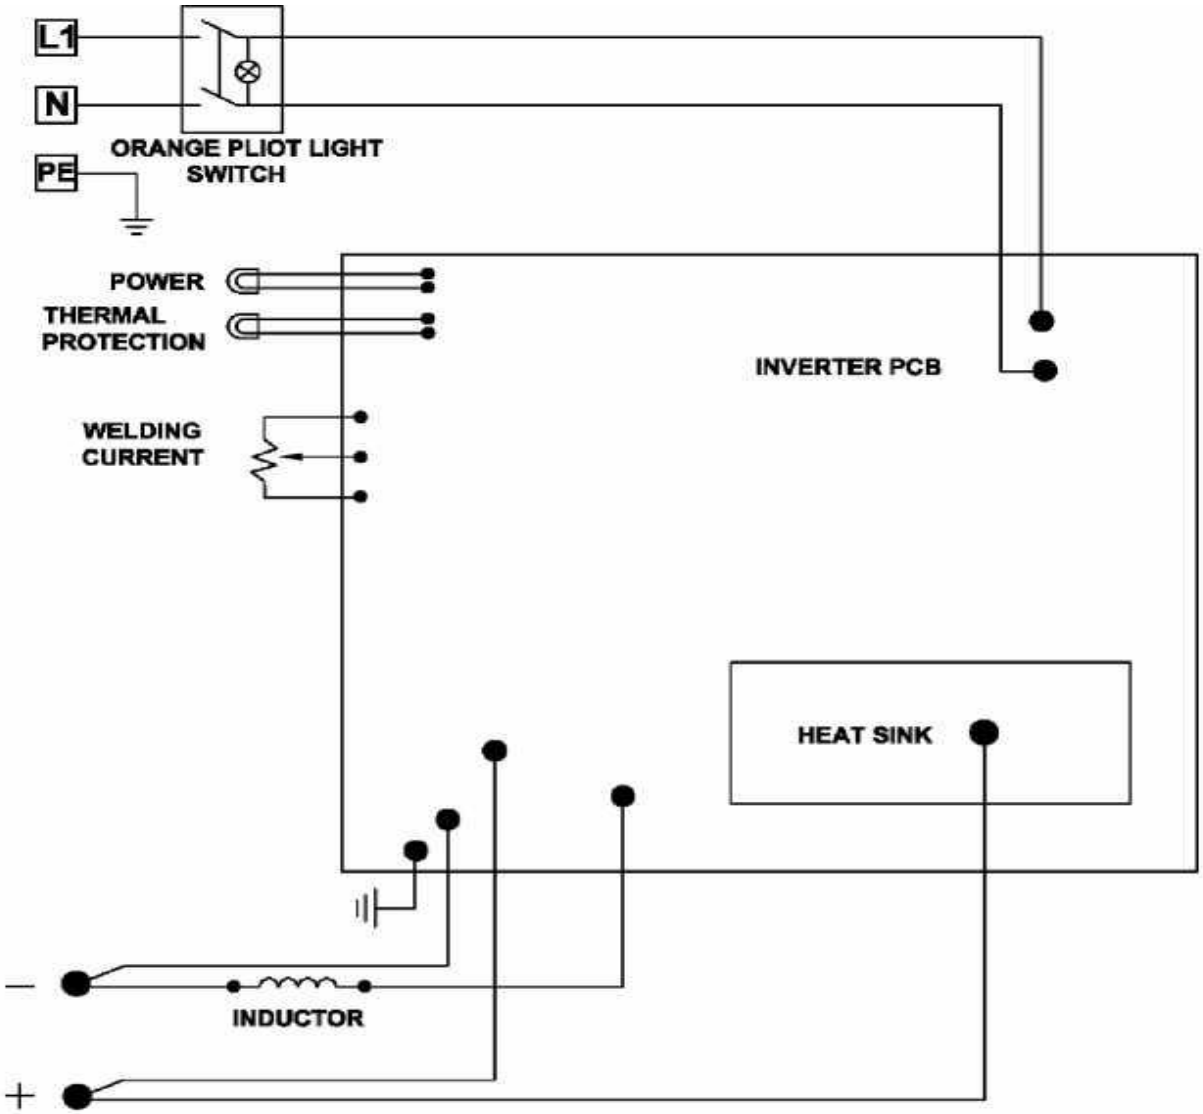 L1
N
ORANGE PLIOT LIGHT
SWITCH
PE
POWER
THERMAL
PROTECTION
INVERTER PCB
WELDING
CURRENT
HEAT SINK
−
INDUCTOR
+